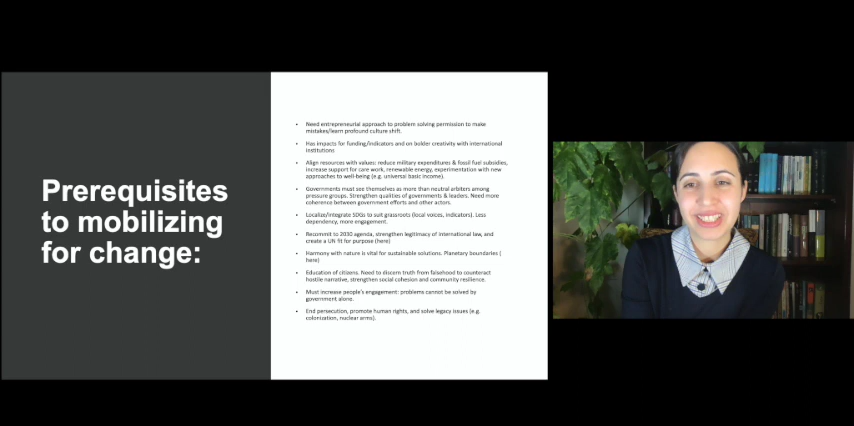 Prerequisites
to mobilizing
for change:
• Need entrepreneurial approach to problem solving permission to make
mistakes/learn profound culture shift.
• Has impacts for funding/indicators and on bolder creativity with international
institutions
• Align resources with values: reduce military expenditures & fossil fuel subsidies,
increase support for care work, renewable energy, experimentation with new
approaches to well-being (e.g. universal basic income).
• Governments must see themselves as more than neutral arbiters among
pressure groups. Strengthen qualities of governments & leaders. Need more
coherence between government efforts and other actors.
• Localize/integrate SDGs to suit grassroots (local voices, indicators). Less
dependency, more engagement.
• Recommit to 2030 agenda, strengthen legitimacy of international law, and
create a UN fit for purpose (here)
• Harmony with nature is vital for sustainable solutions. Planetary boundaries (
here)
• Education of citizens. Need to discern truth from falsehood to counteract
hostile narrative, strengthen social cohesion and community resilience.
• Must increase people's engagement: problems cannot be solved by
government alone.
• End persecution, promote human rights, and solve legacy issues (e.g.
colonization, nuclear arms).